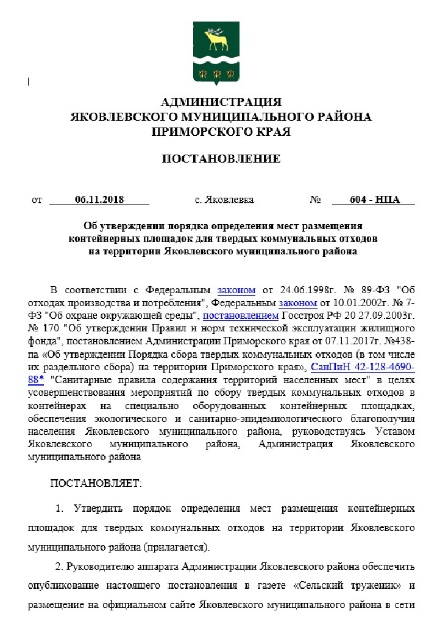 АДМИНИСТРАЦИЯ
ЯКОВЛЕВСКОГО МУНИЦИПАЛЬНОГО РАЙОНА
ПРИМОРСКОГО КРАЯ
ПОСТАНОВЛЕНИЕ
от 06.11.2018 с. Яковлевка № 604 - НПА
Об утверждении порядка определения мест размещения
контейнерных площадок для твердых коммунальных отходов
на территории Яковлевского муниципального района
В соответствии с Федеральным законом от 24.06.1998г. № 89-ФЗ "Об
отходах производства и потребления", Федеральным законом от 10.01.2002г. № 7-
ФЗ "Об охране окружающей среды", постановлением Госстроя РФ 20 27.09.2003г.
№ 170 "Об утверждении Правил и норм технической эксплуатации жилищного
фонда", постановлением Администрации Приморского края от 07.11.2017г. №438-
па «Об утверждении Порядка сбора твердых коммунальных отходов (в том числе
их раздельного сбора) на территории Приморского края», СанПиН 42-128-4690-
88* "Санитарные правила содержания территорий населенных мест" в целях
усовершенствования мероприятий по сбору твердых коммунальных отходов в
контейнерах на специально оборудованных контейнерных площадках,
обеспечения экологического и санитарно-эпидемиологического благополучия
населения Яковлевского муниципального района, руководствуясь Уставом
Яковлевского муниципального района, Администрация Яковлевского
муниципального района
ПОСТАНОВЛЯЕТ:
1. Утвердить порядок определения мест размещения контейнерных
площадок для твердых коммунальных отходов на территории Яковлевского
муниципального района (прилагается).
2. Руководителю аппарата Администрации Яковлевского района обеспечить
опубликование настоящего постановления в газете «Сельский труженик» и
размещение на официальном сайте Яковлевского муниципального района в сети